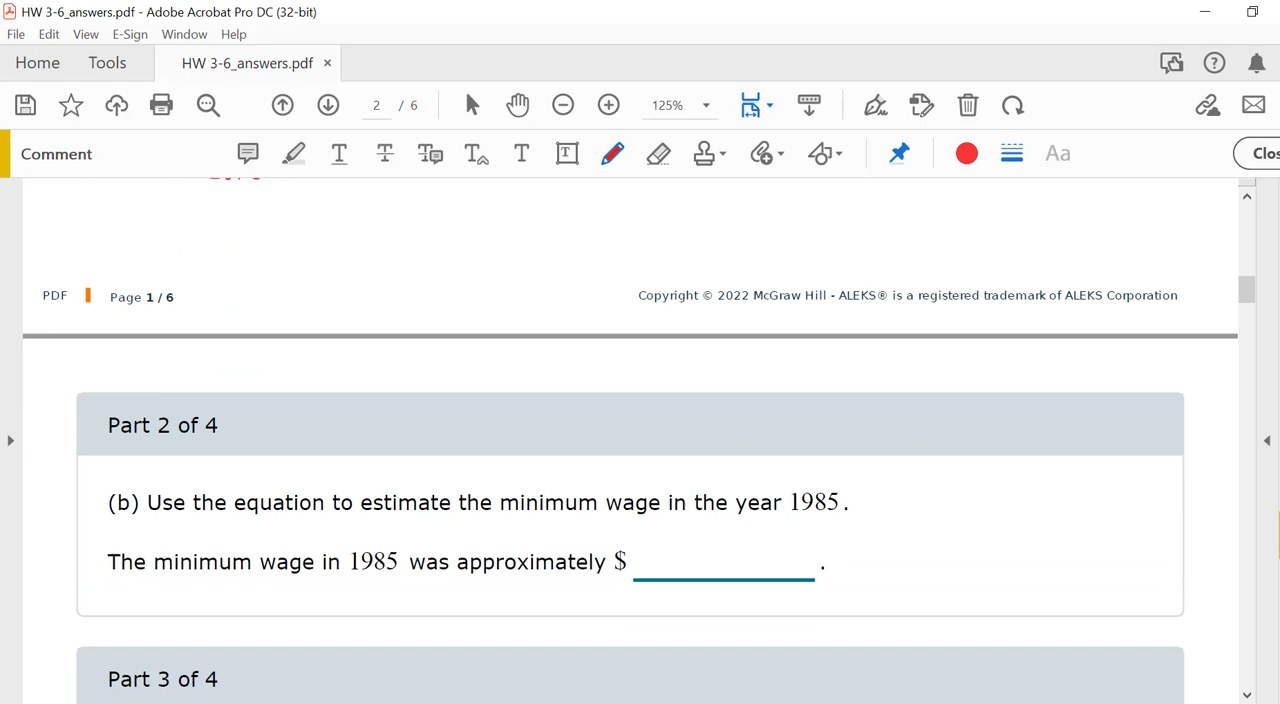 HW 3-6_answers.pdf - Adobe Acrobat Pro DC (32-bit)
File Edit View E-Sign Window Help
Home Tools HW 3-6_answers.pdf ×
2 / 6 125%
Comment Aa Clos
PDF Page 1 / 6 Copyright © 2022 McGraw Hill - ALEKS® is a registered trademark of ALEKS Corporation
Part 2 of 4
(b) Use the equation to estimate the minimum wage in the year 1985.
The minimum wage in 1985 was approximately $ .
Part 3 of 4